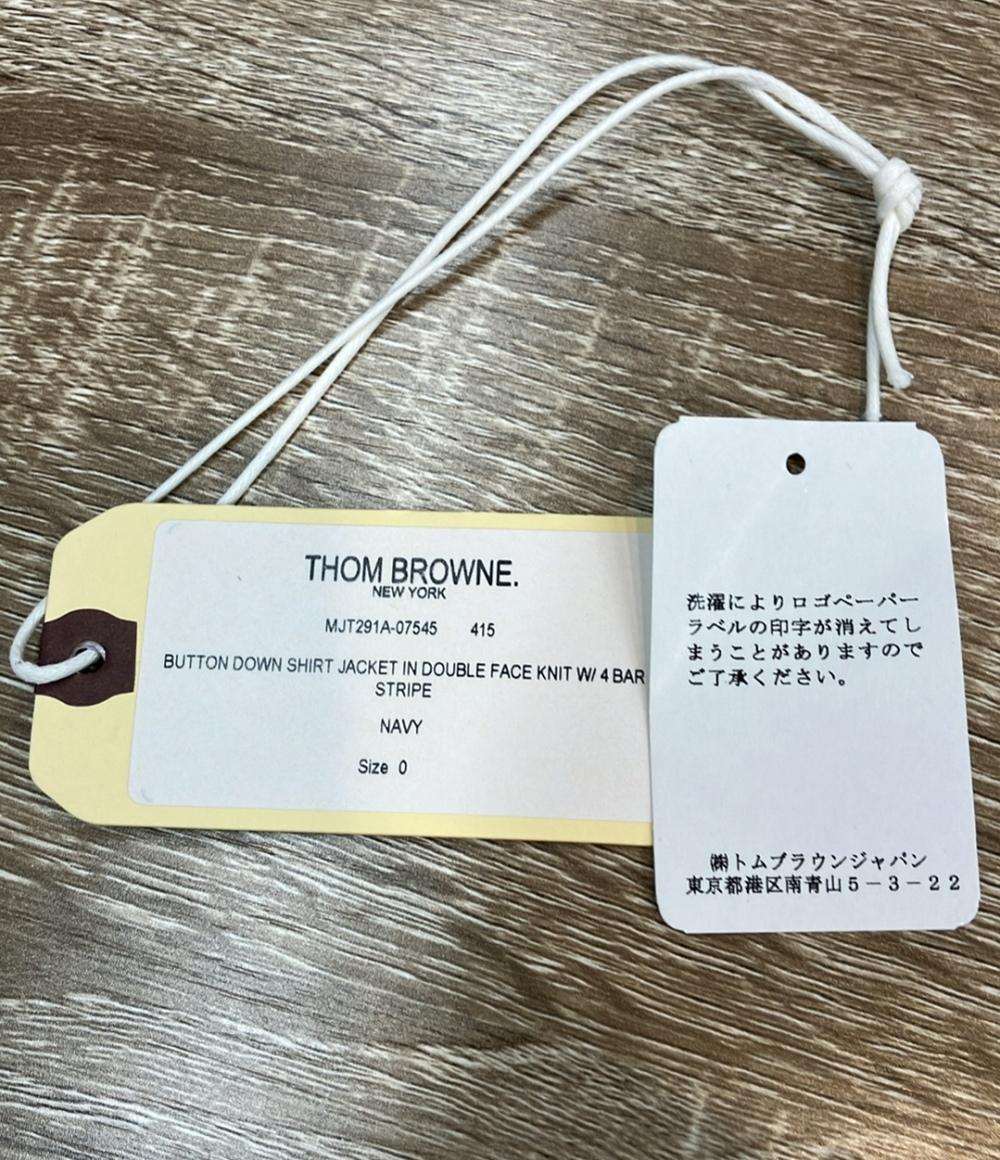 THOM BROWNE.
NEW YORK
MJT291A-07545 415
BUTTON DOWN SHIRT JACKET IN DOUBLE FACE KNIT W/ 4 BAR
STRIPE
NAVY
Size 0
洗濯によりロゴペーパー
ラベルの印字が消えてし
まうことがありますので
ご了承ください。
㈱トムブラウンジャパン
東京都港区南青山５－３－２２